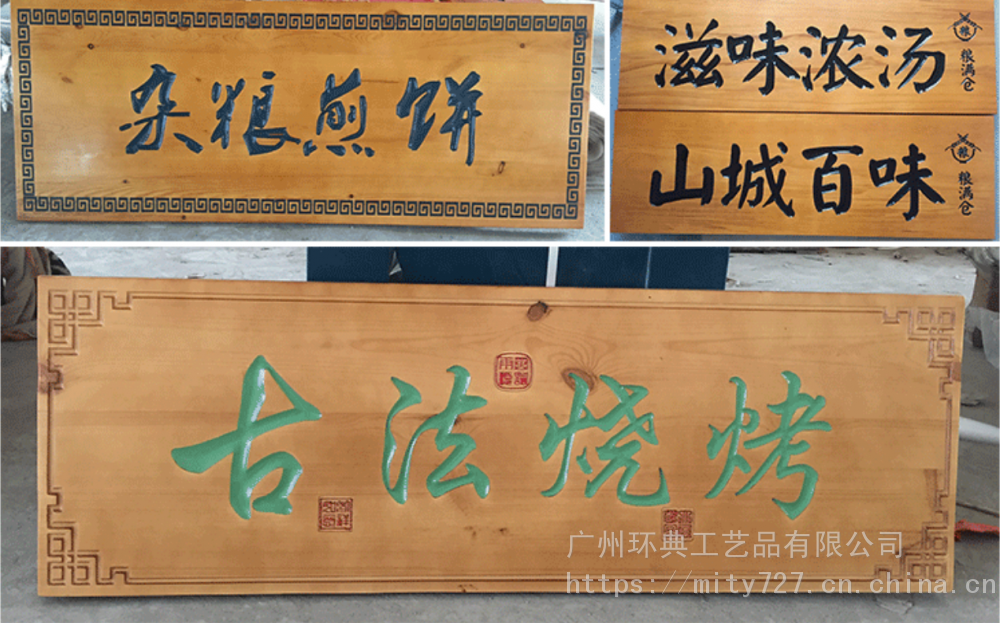 杂粮煎饼
滋味浓汤
粮
粮满仓
山城百味
粮
粮满仓
古法烧烤
广州环典工艺品有限公司
https://mity727.cn.china.cn